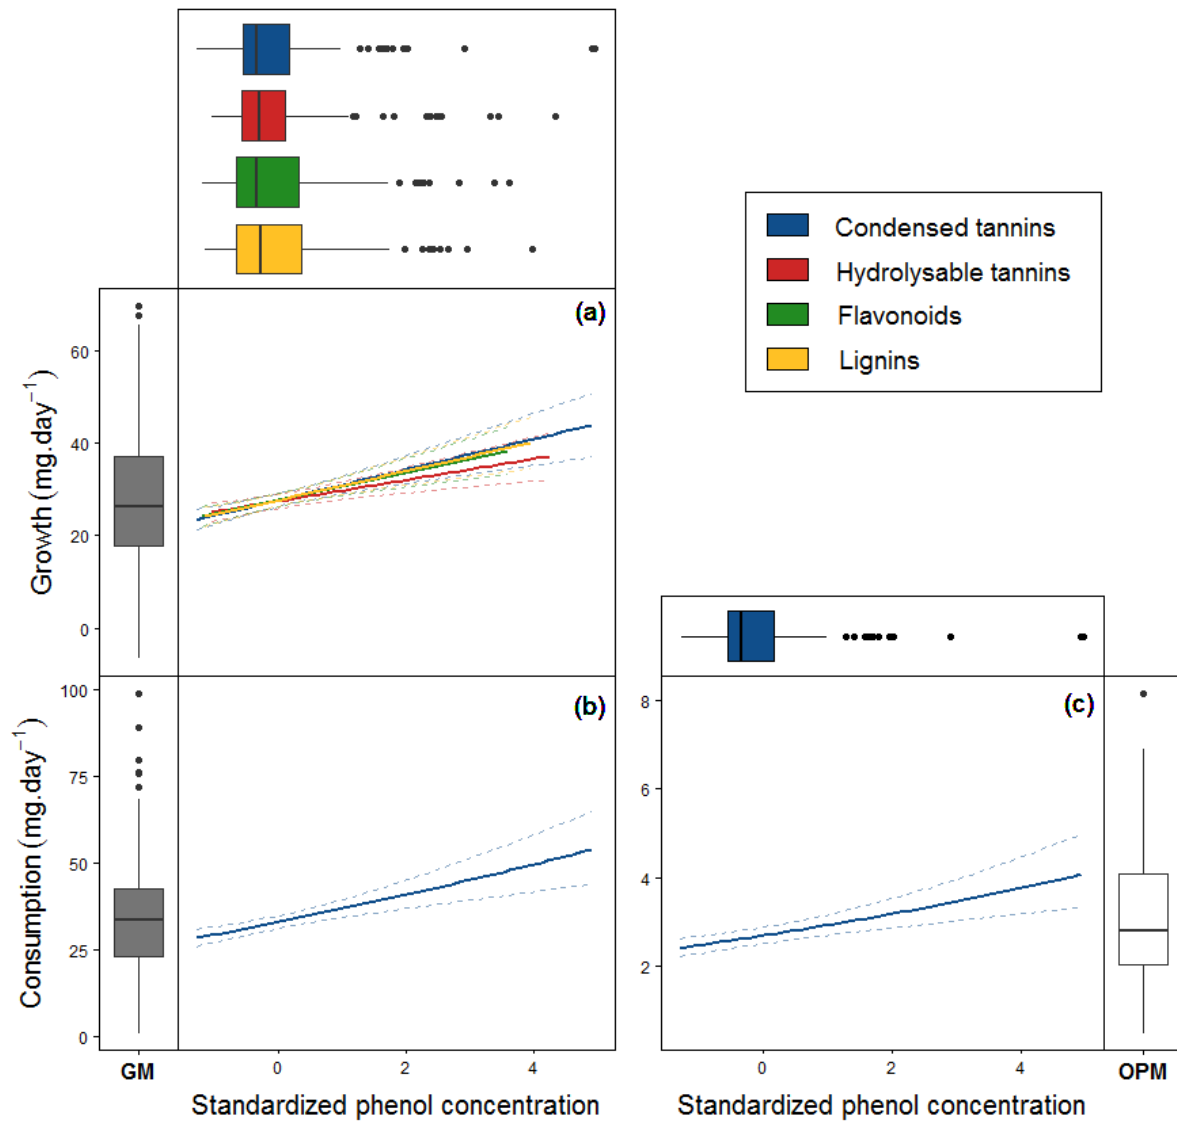 Condensed tannins
Hydrolysable tannins
Flavonoids
Lignins
(a)
Growth (mg.day−1)
60
40
20
0
(b)
Consumption (mg.day−1)
100
75
50
25
0
(c)
8
6
4
2
GM
0
2
4
0
2
4
OPM
Standardized phenol concentration
Standardized phenol concentration